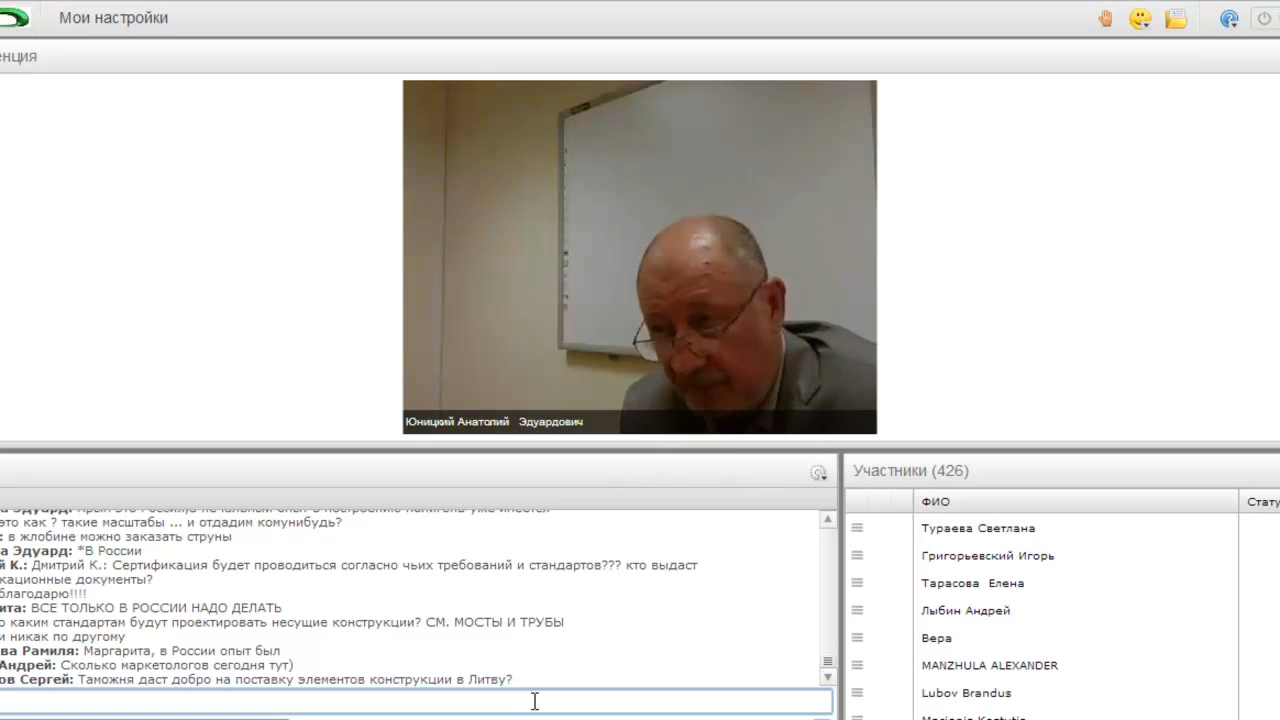 Мои настройки
енция
Юницкий Анатолий Эдуардович
Участники (426)
ФИО
Стату
Тураева Светлана
Григорьевский Игорь
Тарасова Елена
Лыбин Андрей
Вера
MANZHULA ALEXANDER
Lubov Brandus
это как ? такие масштабы ... и отдадим комунибудь?
: в жлобине можно заказать струны
а Эдуард: *В России
й К.: Дмитрий К.: Сертификация будет проводиться согласно чьих требований и стандартов??? кто выдаст
кационные документы?
благодарю!!!!
ита: ВСЕ ТОЛЬКО В РОССИИ НАДО ДЕЛАТЬ
о каким стандартам будут проектировать несущие конструкции? СМ. МОСТЫ И ТРУБЫ
и никак по другому
ва Рамиля: Маргарита, в России опыт был
Андрей: Сколько маркетологов сегодня тут)
ов Сергей: Таможня даст добро на поставку элементов конструкции в Литву?